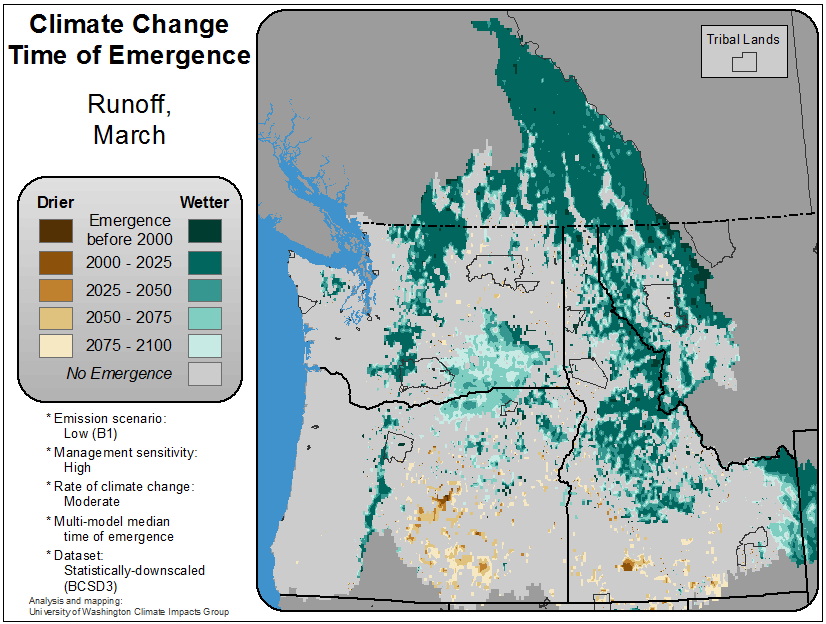 Climate Change
Time of Emergence
Runoff,
March
Tribal Lands
Drier
Wetter
Emergence
before 2000
2000 - 2025
2025 - 2050
2050 - 2075
2075 - 2100
No Emergence
* Emission scenario:
Low (B1)
* Management sensitivity:
High
* Rate of climate change:
Moderate
* Multi-model median
time of emergence
* Dataset:
Statistically-downscaled
(BCSD3)
Analysis and mapping:
University of Washington Climate Impacts Group